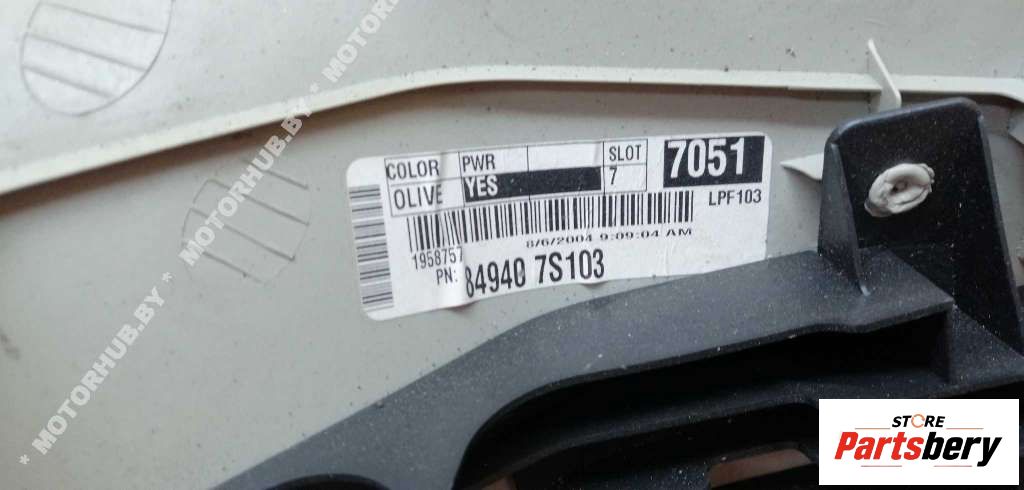 COLOR PWR SLOT 7051
OLIVE YES 7 LPF103
8/6/2004 9:09:04 AM
1958757
PN: 84940 7S103
* MOTORHUB.BY * MOTORHUB.BY * MOTORHUB.BY *
STORE
Partsbery